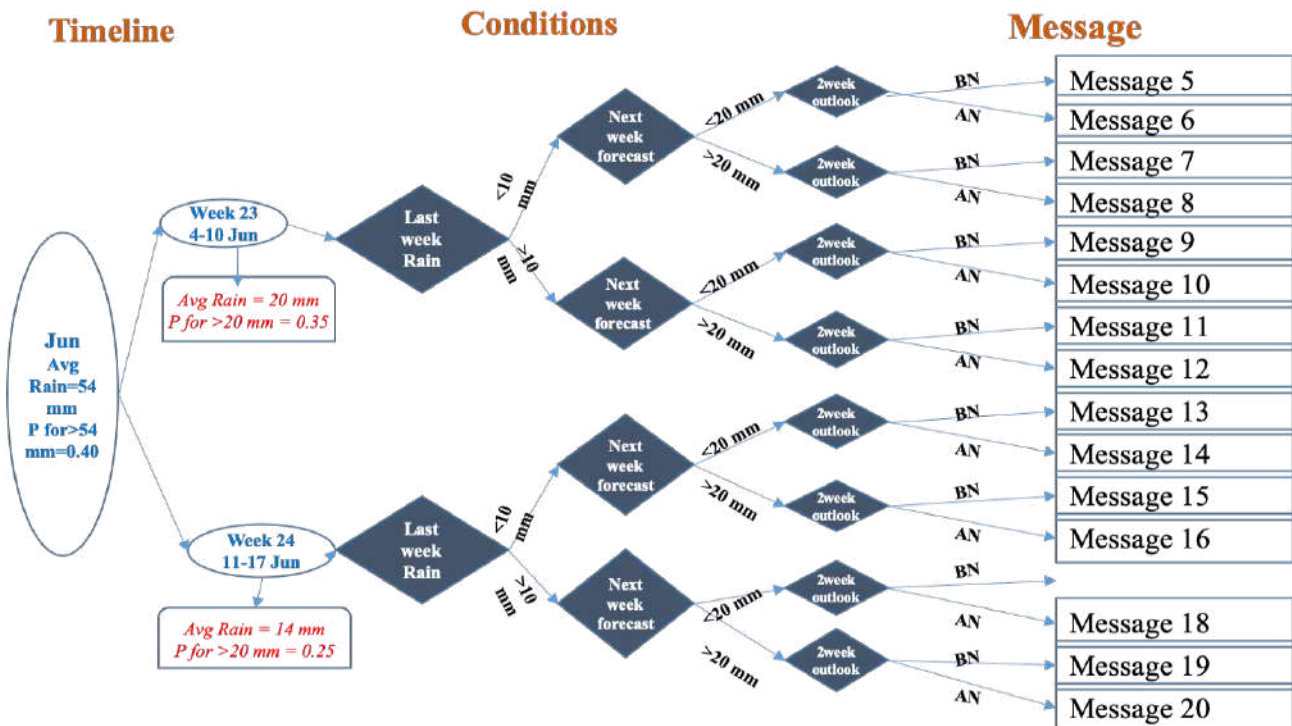 Timeline
Conditions
Message
Jun
Avg
Rain=54
mm
P for>54
mm=0.40
Week 23
4-10 Jun
Avg Rain = 20 mm
P for >20 mm = 0.35
Last
week
Rain
<10
mm
>10
mm
Next
week
forecast
<20 mm
>20 mm
2week
outlook
BN
AN
Message 5
Message 6
2week
outlook
BN
AN
Message 7
Message 8
Next
week
forecast
<20 mm
>20 mm
2week
outlook
BN
AN
Message 9
Message 10
2week
outlook
BN
AN
Message 11
Message 12
Week 24
11-17 Jun
Avg Rain = 14 mm
P for >20 mm = 0.25
Last
week
Rain
<10
mm
>10
mm
Next
week
forecast
<20 mm
>20 mm
2week
outlook
BN
AN
Message 13
Message 14
2week
outlook
BN
AN
Message 15
Message 16
Next
week
forecast
<20 mm
>20 mm
2week
outlook
BN
AN
Message 18
2week
outlook
BN
AN
Message 19
Message 20